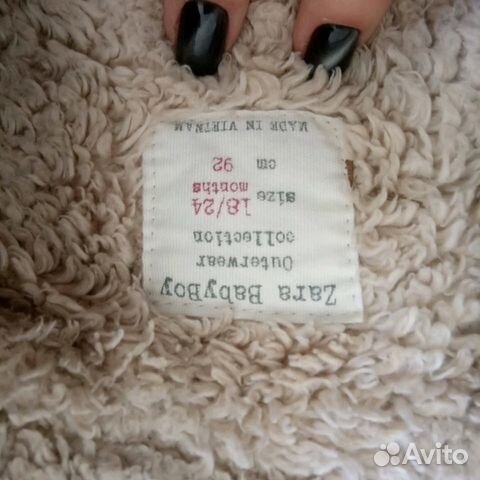 Zara BabyBoy
Outerwear
collection
size 18/24 months
cm 92
MADE IN VIETNAM
Avito